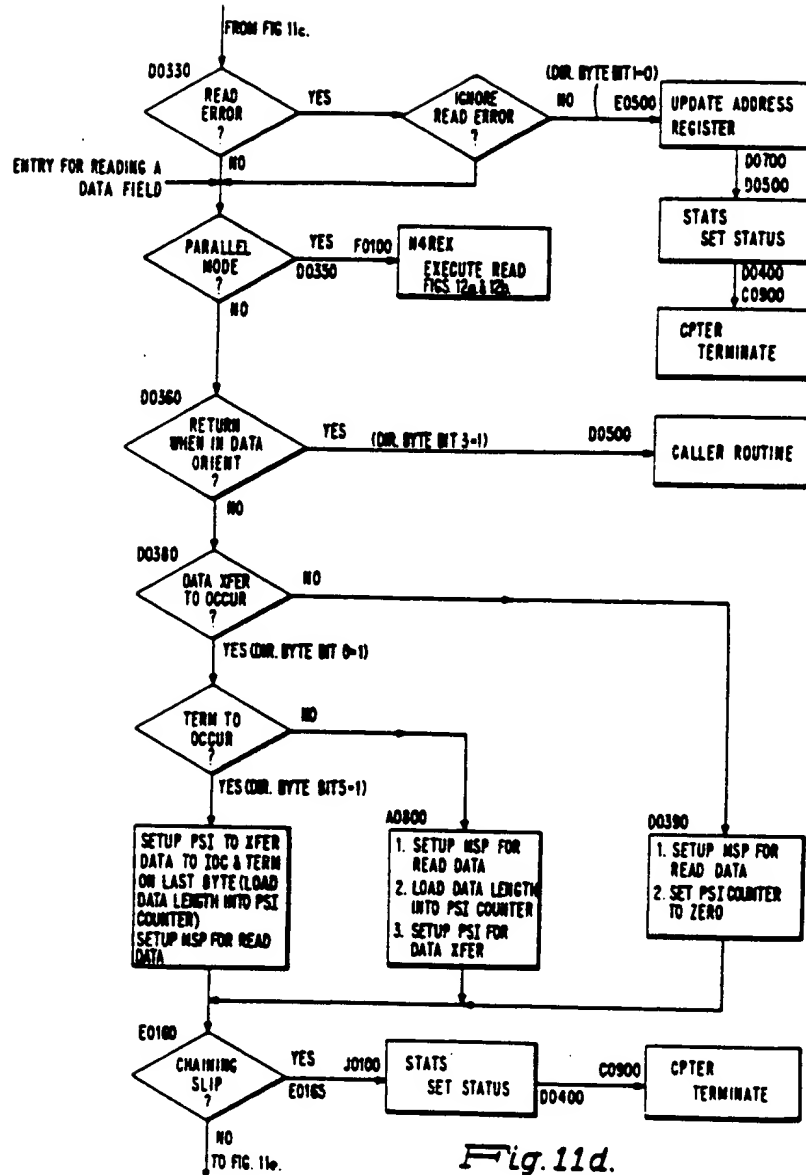 FROM FIG 11c.
D0330
READ
ERROR
?
YES
IGNORE
READ ERROR
?
(DIR. BYTE BIT 1=0)
NO
E0500
UPDATE ADDRESS
REGISTER
NO
ENTRY FOR READING A
DATA FIELD
D0700
D0500
STATS
SET STATUS
D0400
C0900
CPTER
TERMINATE
PARALLEL
MODE
?
YES
F0100
D0350
N4REX
EXECUTE READ
FIGS. 12a & 12b.
NO
D0360
RETURN
WHEN IN DATA
ORIENT
?
YES
(DIR. BYTE BIT 3=1)
D0500
CALLER ROUTINE
NO
D0380
DATA XFER
TO OCCUR
?
NO
YES (DIR. BYTE BIT 0=1)
TERM TO
OCCUR
?
NO
YES (DIR. BYTE BIT5=1)
SETUP PSI TO XFER
DATA TO IOC & TERM
ON LAST BYTE (LOAD
DATA LENGTH INTO PSI
COUNTER)
SETUP MSP FOR READ
DATA
A0800
1. SETUP MSP FOR
READ DATA
2. LOAD DATA LENGTH
INTO PSI COUNTER
3. SETUP PSI FOR
DATA XFER
D0390
1. SETUP MSP FOR
READ DATA
2. SET PSI COUNTER
TO ZERO
E0160
CHAINING
SLIP
?
YES
E0165
J0100
STATS
SET STATUS
D0400
C0900
CPTER
TERMINATE
NO
TO FIG. 11e.
Fig. 11d.